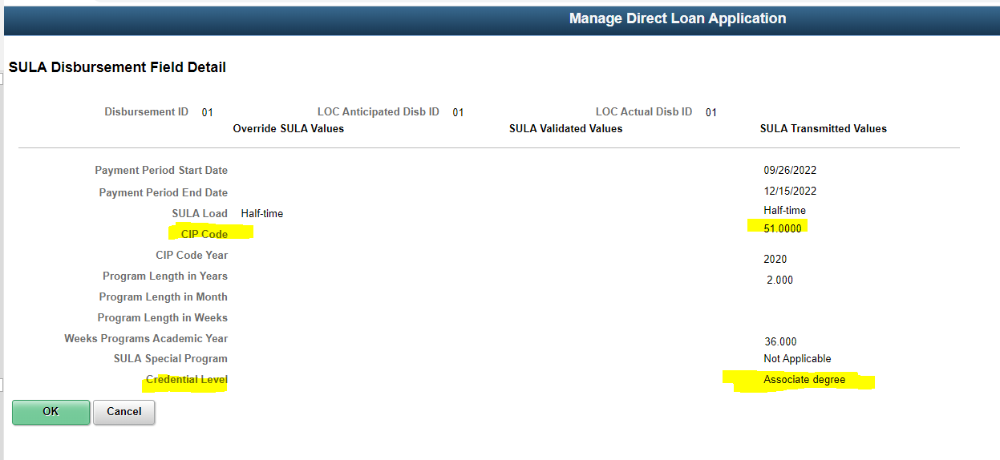 Manage Direct Loan Application
SULA Disbursement Field Detail
Disbursement ID 01 LOC Anticipated Disb ID 01 LOC Actual Disb ID 01
Override SULA Values SULA Validated Values SULA Transmitted Values
Payment Period Start Date 09/26/2022
Payment Period End Date 12/15/2022
SULA Load Half-time Half-time
CIP Code 51.0000
CIP Code Year 2020
Program Length in Years 2.000
Program Length in Month
Program Length in Weeks
Weeks Programs Academic Year 36.000
SULA Special Program Not Applicable
Credential Level Associate degree
OK Cancel